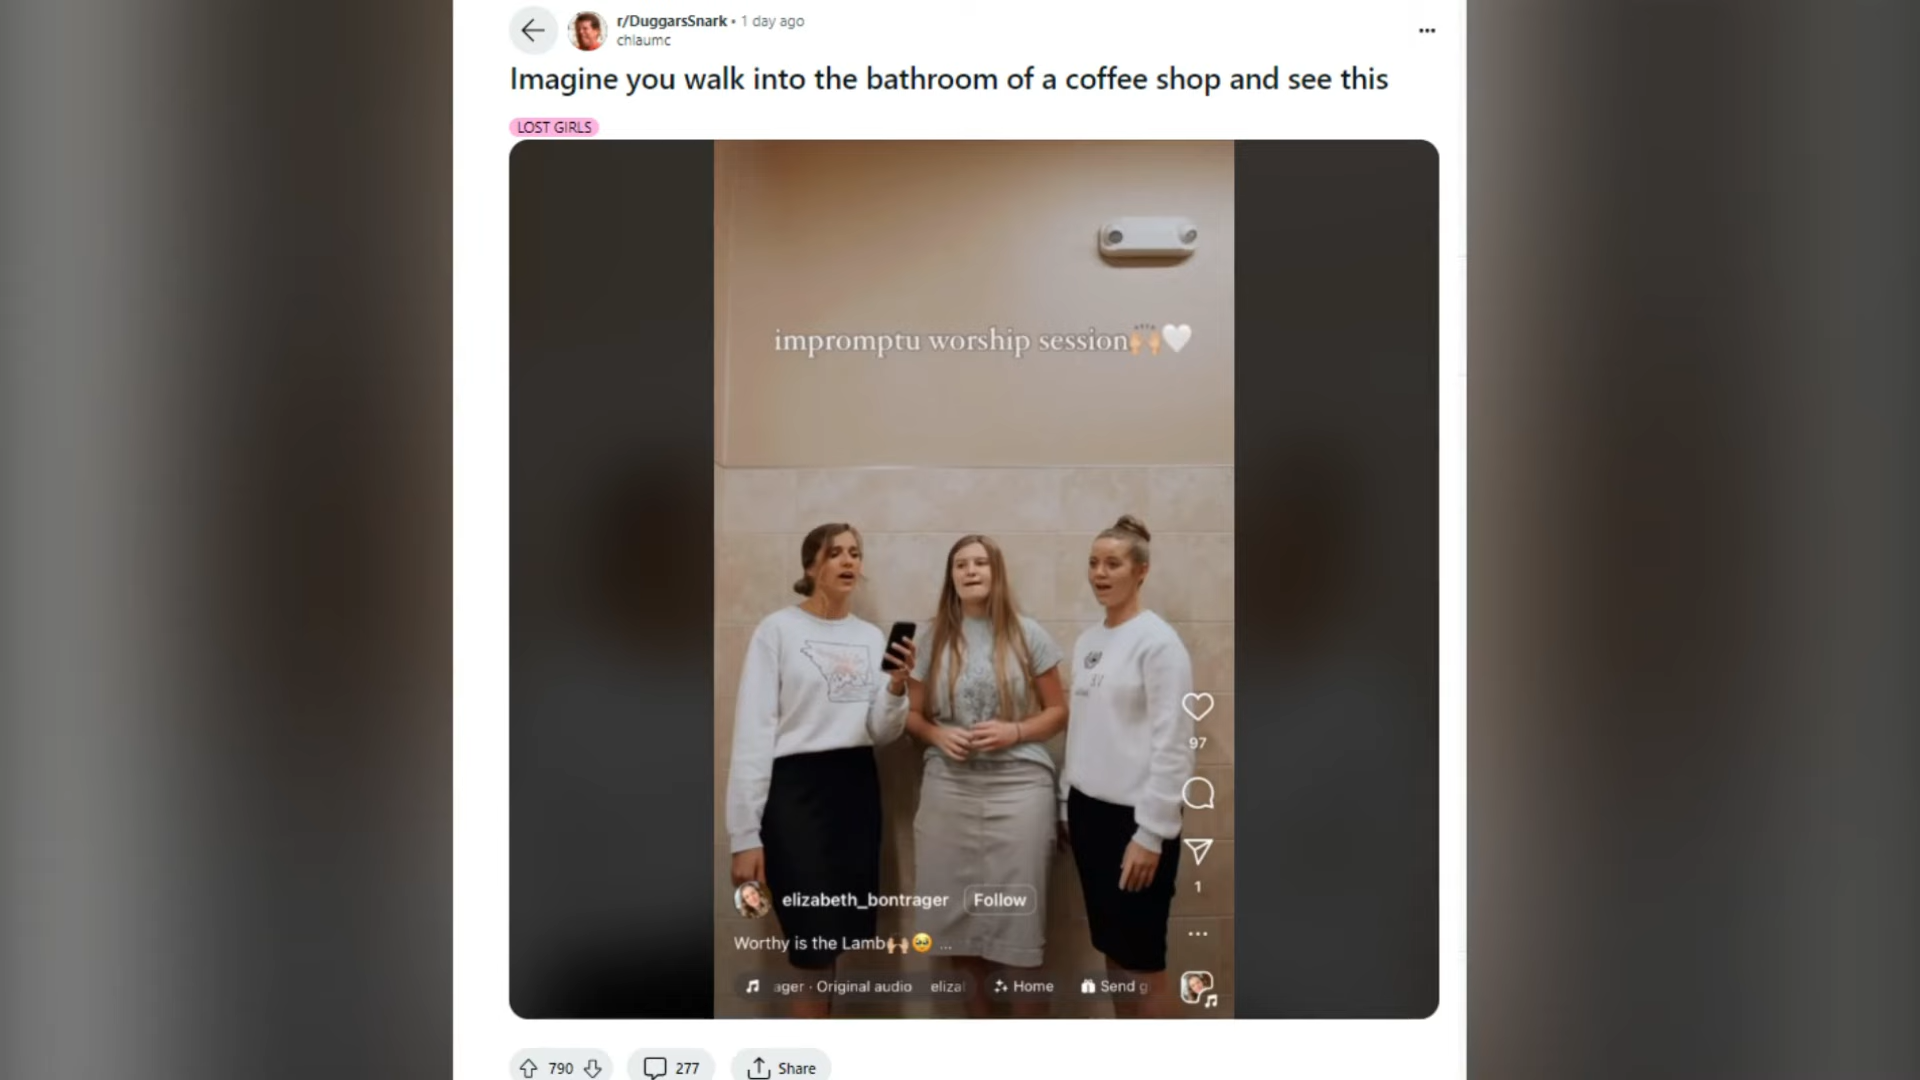 r/DuggarsSnark • 1 day ago
chlaumc
Imagine you walk into the bathroom of a coffee shop and see this
LOST GIRLS
impromptu worship session🙌🏼🤍
97
1
elizabeth_bontrager Follow
Worthy is the Lamb🙌🏼🥹 ...
ager · Original audio elizal Home Send g
790 277 Share